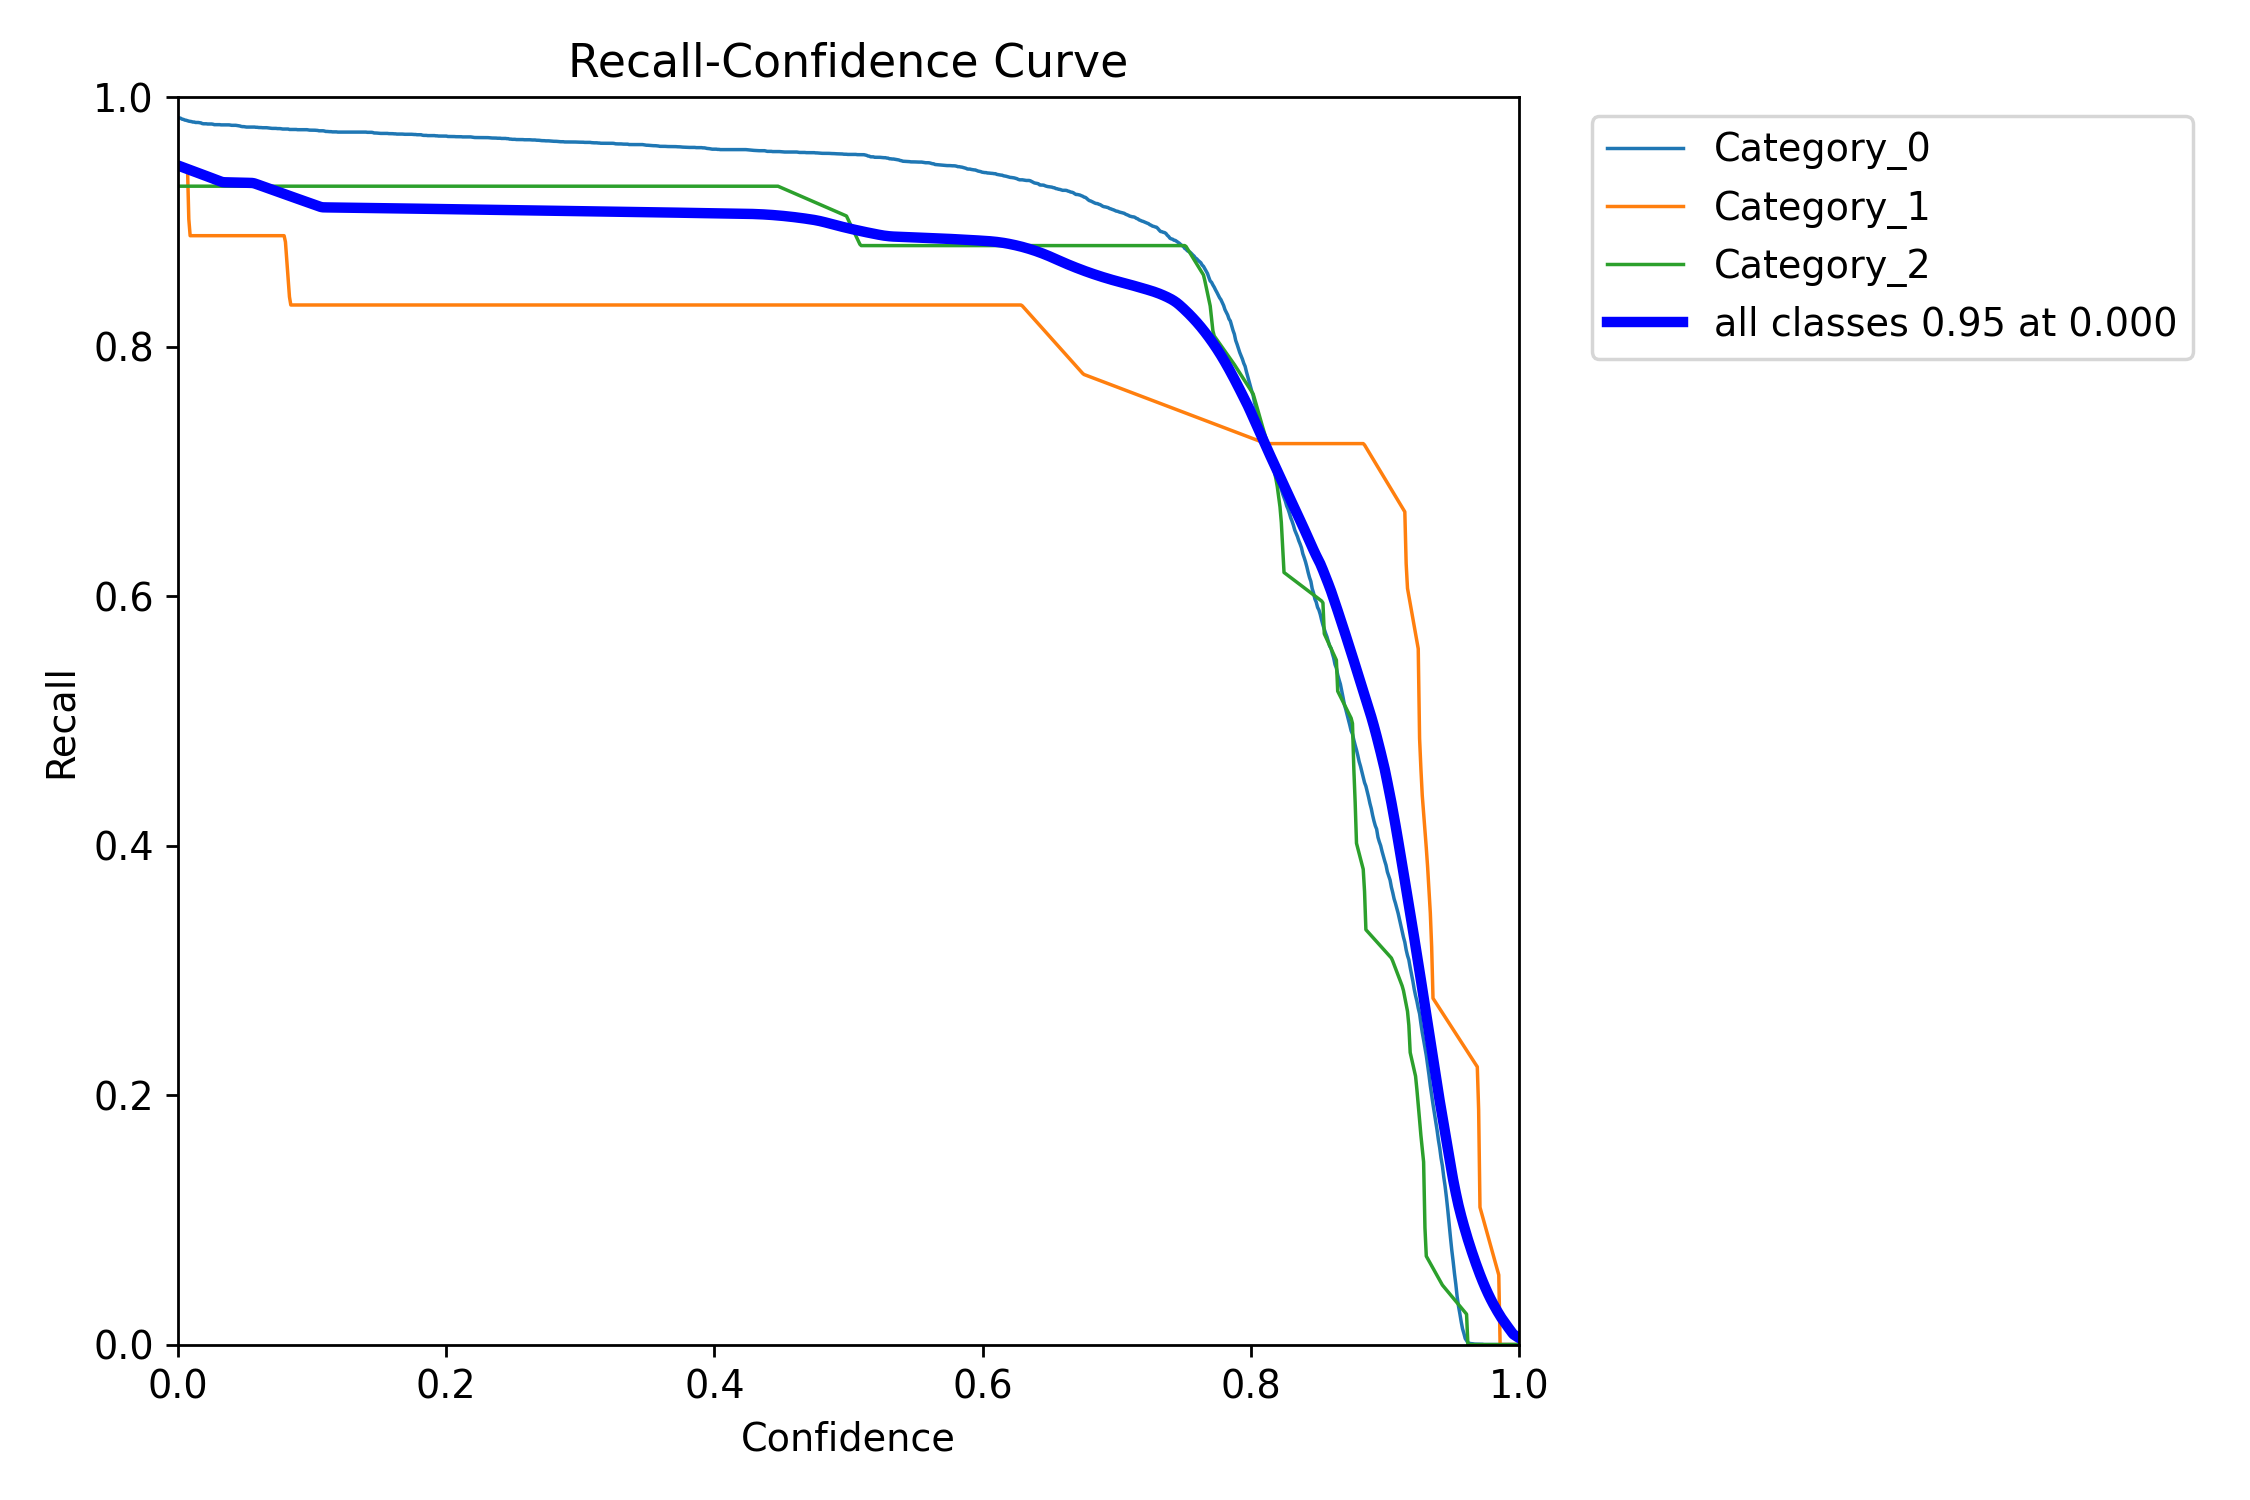 Recall-Confidence Curve
1.0
0.8
0.6
0.4
0.2
0.0
Recall
0.0 0.2 0.4 0.6 0.8 1.0
Confidence
Category_0
Category_1
Category_2
all classes 0.95 at 0.000